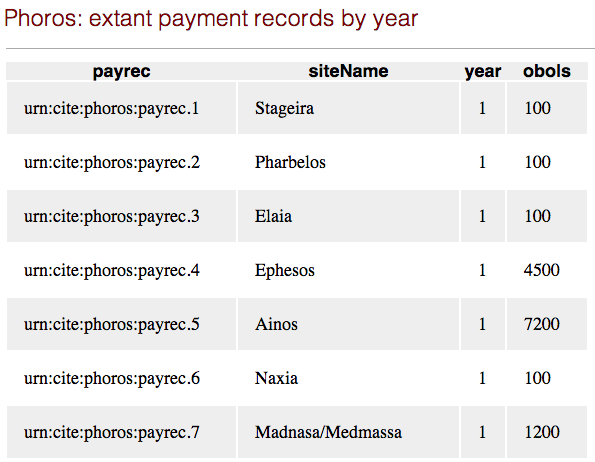 Phoros: extant payment records by year
payrec siteName year obols
urn:cite:phoros:payrec.1 Stageira 1 100
urn:cite:phoros:payrec.2 Pharbelos 1 100
urn:cite:phoros:payrec.3 Elaia 1 100
urn:cite:phoros:payrec.4 Ephesos 1 4500
urn:cite:phoros:payrec.5 Ainos 1 7200
urn:cite:phoros:payrec.6 Naxia 1 100
urn:cite:phoros:payrec.7 Madnasa/Medmassa 1 1200